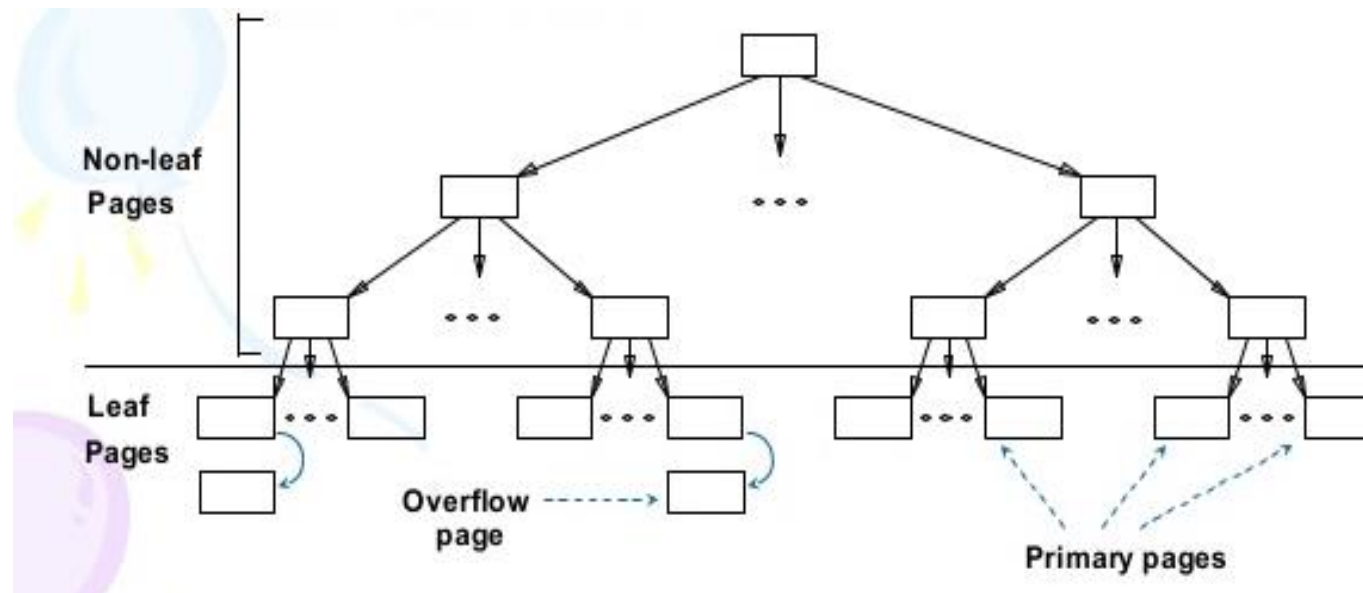 Non-leaf
Pages
Leaf
Pages
Overflow
page
Primary pages